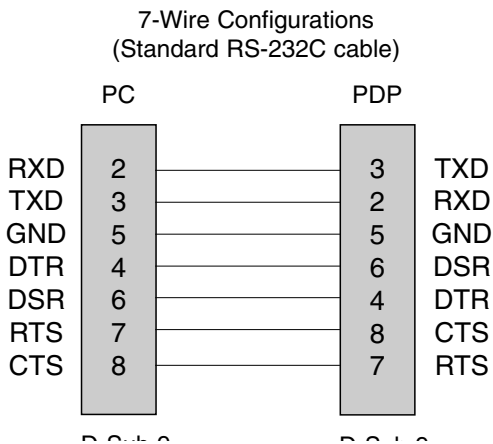 7-Wire Configurations
(Standard RS-232C cable)
PC PDP
RXD 2 3 TXD
TXD 3 2 RXD
GND 5 5 GND
DTR 4 6 DSR
DSR 6 4 DTR
RTS 7 8 CTS
CTS 8 7 RTS